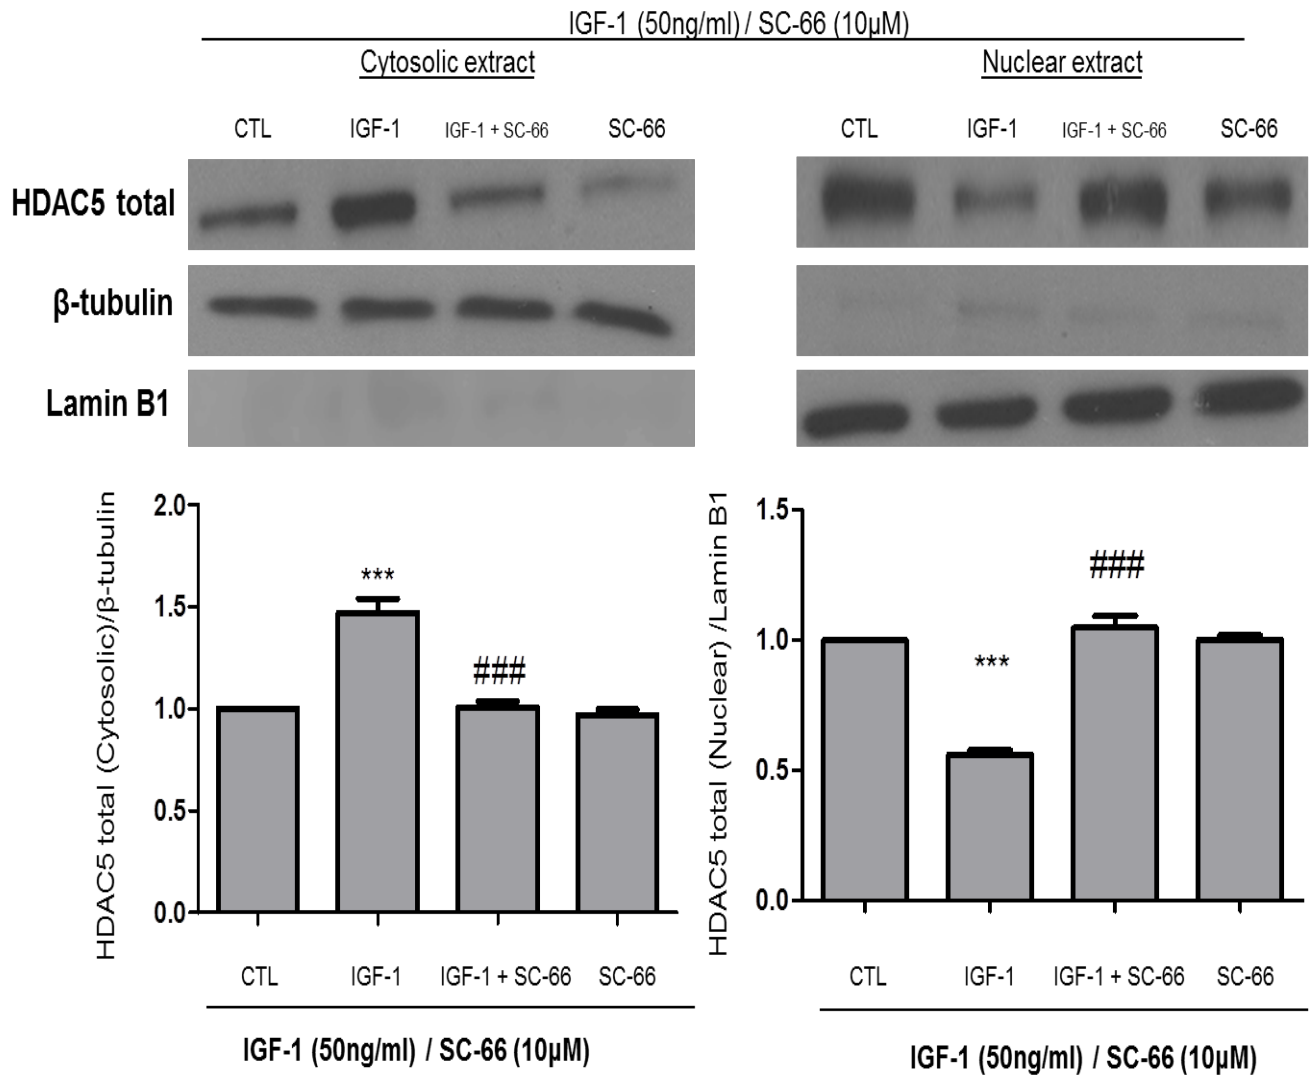 IGF-1 (50ng/ml) / SC-66 (10µM)
Cytosolic extract
Nuclear extract
CTL IGF-1 IGF-1 + SC-66 SC-66
CTL IGF-1 IGF-1 + SC-66 SC-66
HDAC5 total
β-tubulin
Lamin B1
HDAC5 total (Cytosolic)/β-tubulin
2.0
1.5
1.0
0.5
0.0
***
###
CTL IGF-1 IGF-1 + SC-66 SC-66
IGF-1 (50ng/ml) / SC-66 (10µM)
HDAC5 total (Nuclear) /Lamin B1
1.5
1.0
0.5
0.0
***
###
CTL IGF-1 IGF-1 + SC-66 SC-66
IGF-1 (50ng/ml) / SC-66 (10µM)